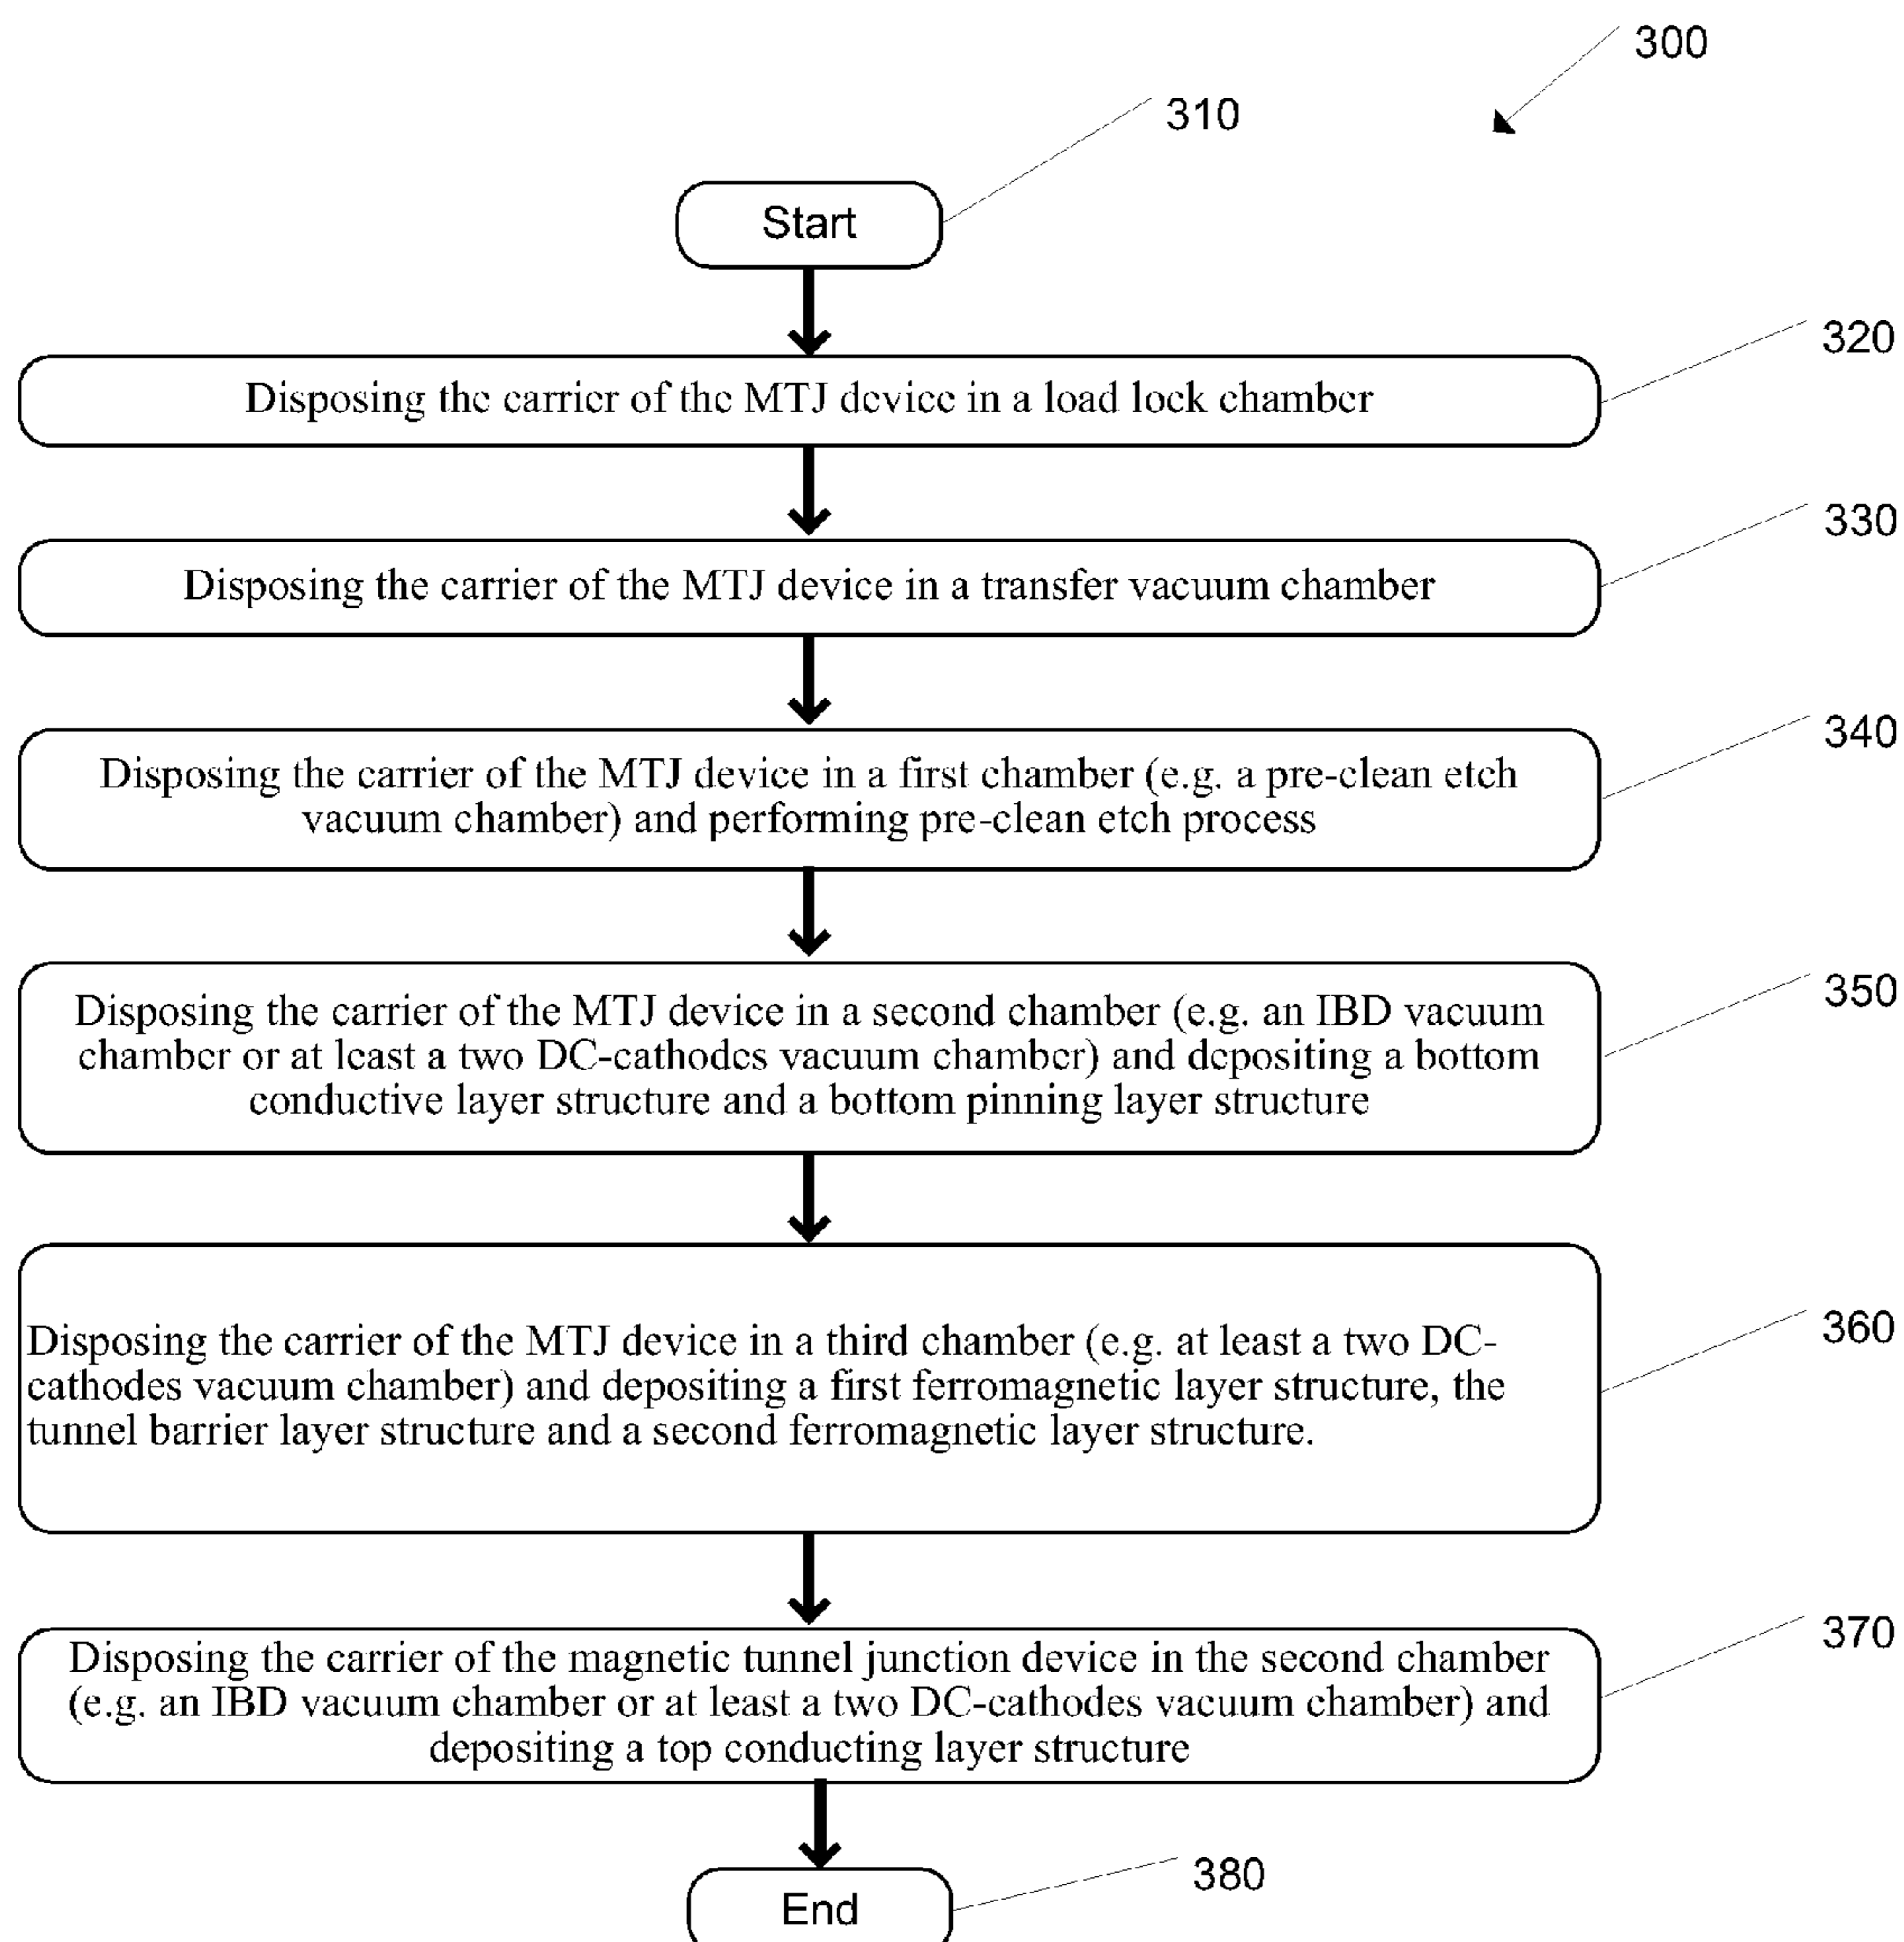 300
310
Start
320
Disposing the carrier of the MTJ device in a load lock chamber
330
Disposing the carrier of the MTJ device in a transfer vacuum chamber
340
Disposing the carrier of the MTJ device in a first chamber (e.g. a pre-clean etch
vacuum chamber) and performing pre-clean etch process
350
Disposing the carrier of the MTJ device in a second chamber (e.g. an IBD vacuum
chamber or at least a two DC-cathodes vacuum chamber) and depositing a bottom
conductive layer structure and a bottom pinning layer structure
360
Disposing the carrier of the MTJ device in a third chamber (e.g. at least a two DC-
cathodes vacuum chamber) and depositing a first ferromagnetic layer structure, the
tunnel barrier layer structure and a second ferromagnetic layer structure.
370
Disposing the carrier of the magnetic tunnel junction device in the second chamber
(e.g. an IBD vacuum chamber or at least a two DC-cathodes vacuum chamber) and
depositing a top conducting layer structure
380
End